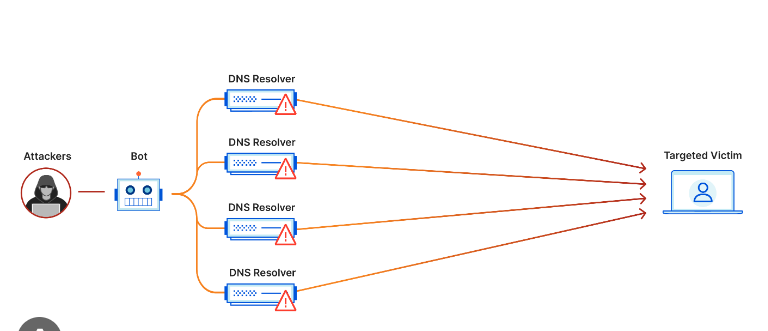 DNS Resolver
DNS Resolver
Attackers
Bot
Targeted Victim
DNS Resolver
DNS Resolver